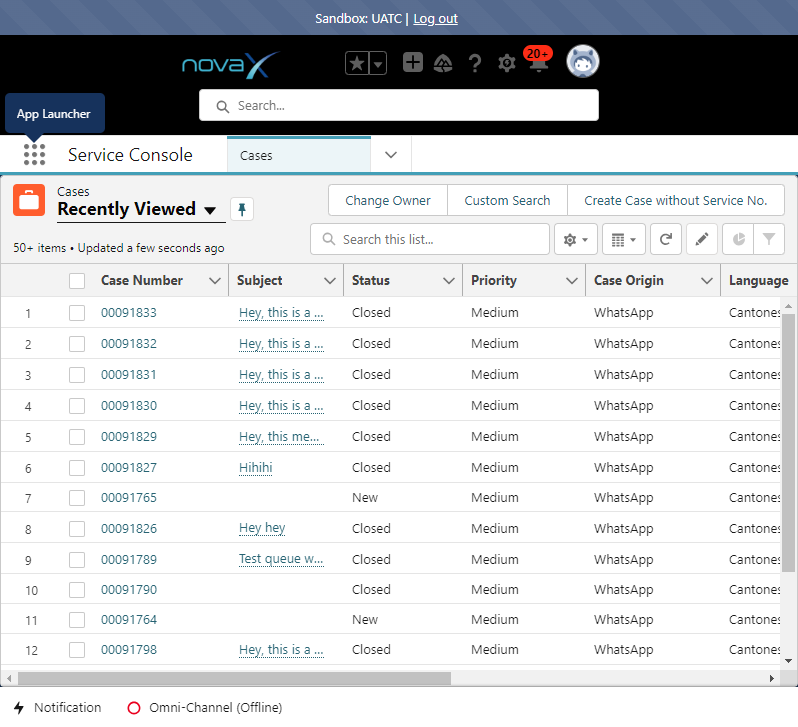 Sandbox: UATC | Log out
novaX
20+
App Launcher
Search...
Service Console
Cases
Cases
Recently Viewed
Change Owner
Custom Search
Create Case without Service No.
50+ items • Updated a few seconds ago
Search this list...
Case Number Subject Status Priority Case Origin Language
1 00091833 Hey, this is a ... Closed Medium WhatsApp Cantones
2 00091832 Hey, this is a ... Closed Medium WhatsApp Cantones
3 00091831 Hey, this is a ... Closed Medium WhatsApp Cantones
4 00091830 Hey, this is a ... Closed Medium WhatsApp Cantones
5 00091829 Hey, this me... Closed Medium WhatsApp Cantones
6 00091827 Hihihi Closed Medium WhatsApp Cantones
7 00091765 New Medium WhatsApp Cantones
8 00091826 Hey hey Closed Medium WhatsApp Cantones
9 00091789 Test queue w... Closed Medium WhatsApp Cantones
10 00091790 Closed Medium WhatsApp Cantones
11 00091764 New Medium WhatsApp Cantones
12 00091798 Hey, this is a ... Closed Medium WhatsApp Cantones
Notification Omni-Channel (Offline)